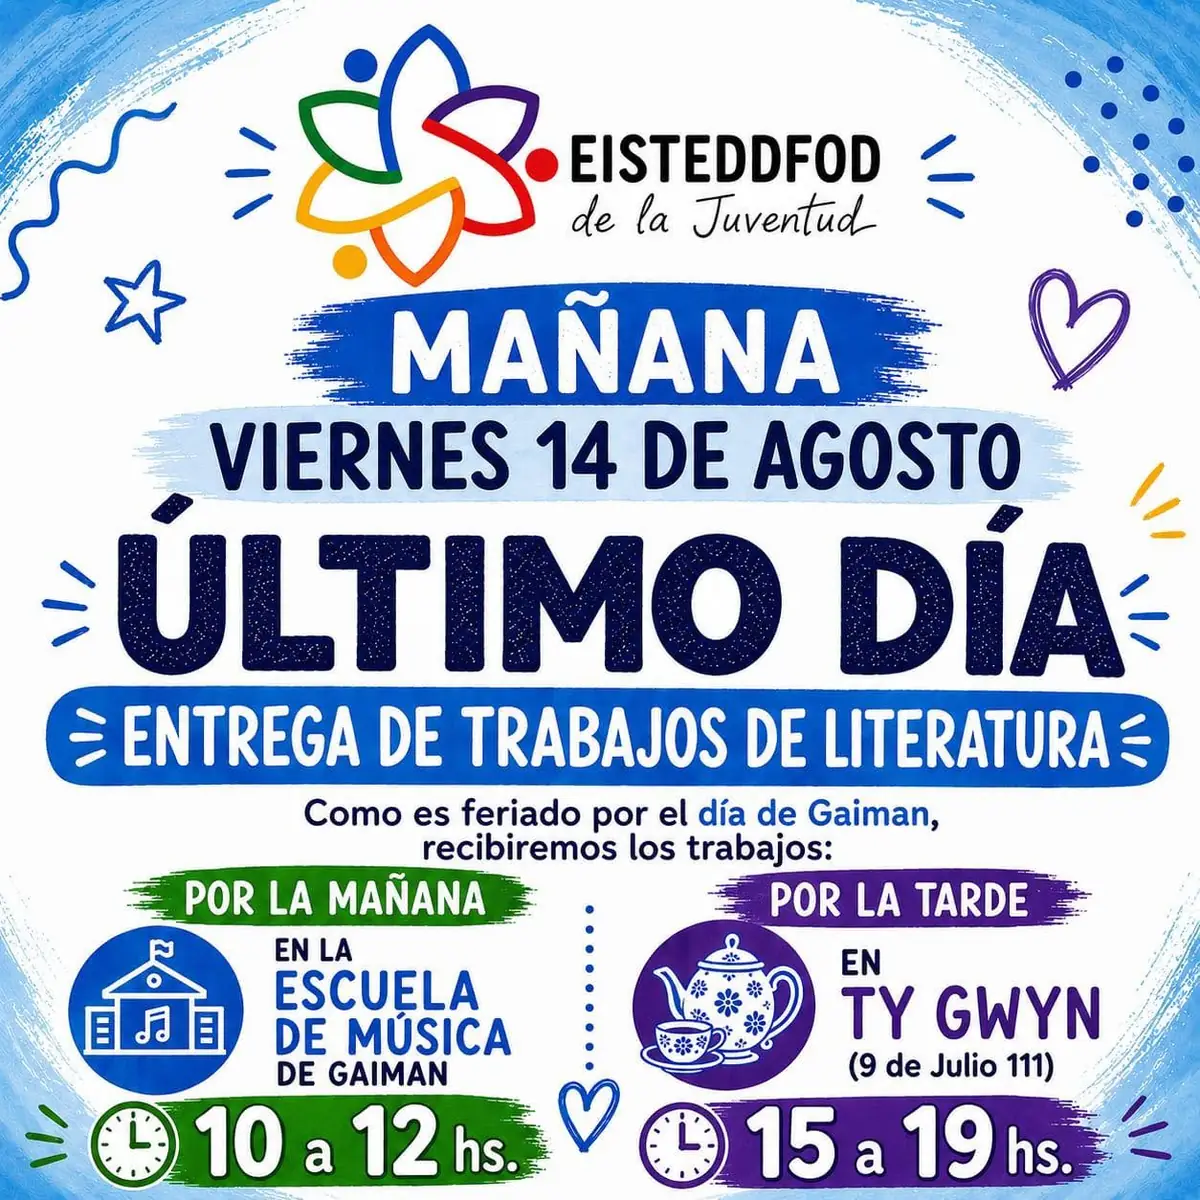 EISTEDDFOD
de la Juventud
MAÑANA
VIERNES 14 DE AGOSTO
ÚLTIMO DÍA
ENTREGA DE TRABAJOS DE LITERATURA
Como es feriado por el día de Gaiman,
recibiremos los trabajos:
POR LA MAÑANA
EN LA
ESCUELA
DE MÚSICA
DE GAIMAN
10 a 12 hs.
POR LA TARDE
EN
TY GWYN
(9 de Julio 111)
15 a 19 hs.